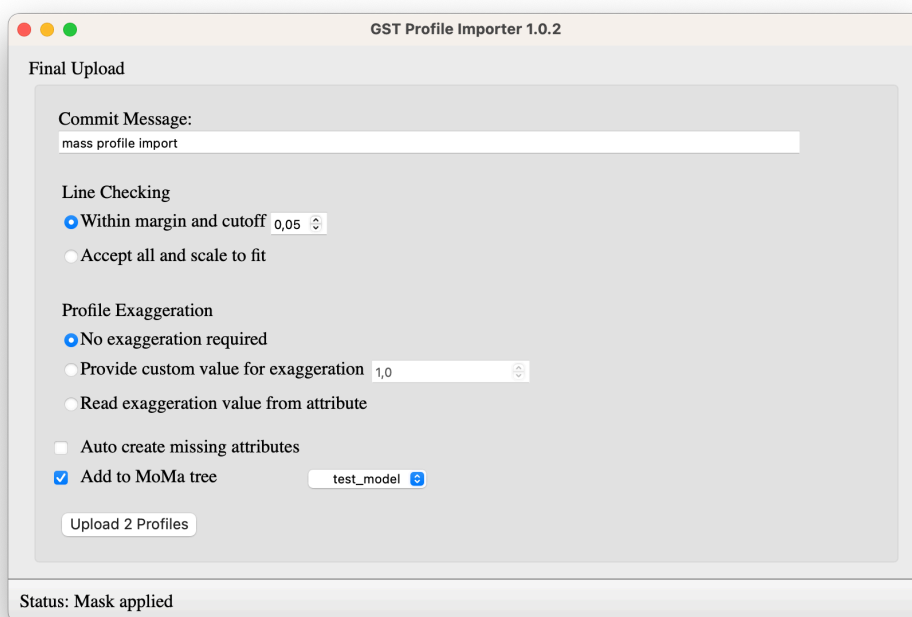 GST Profile Importer 1.0.2
Final Upload
Commit Message:
mass profile import
Line Checking
Within margin and cutoff 0,05
Accept all and scale to fit
Profile Exaggeration
No exaggeration required
Provide custom value for exaggeration 1,0
Read exaggeration value from attribute
Auto create missing attributes
Add to MoMa tree test_model
Upload 2 Profiles
Status: Mask applied